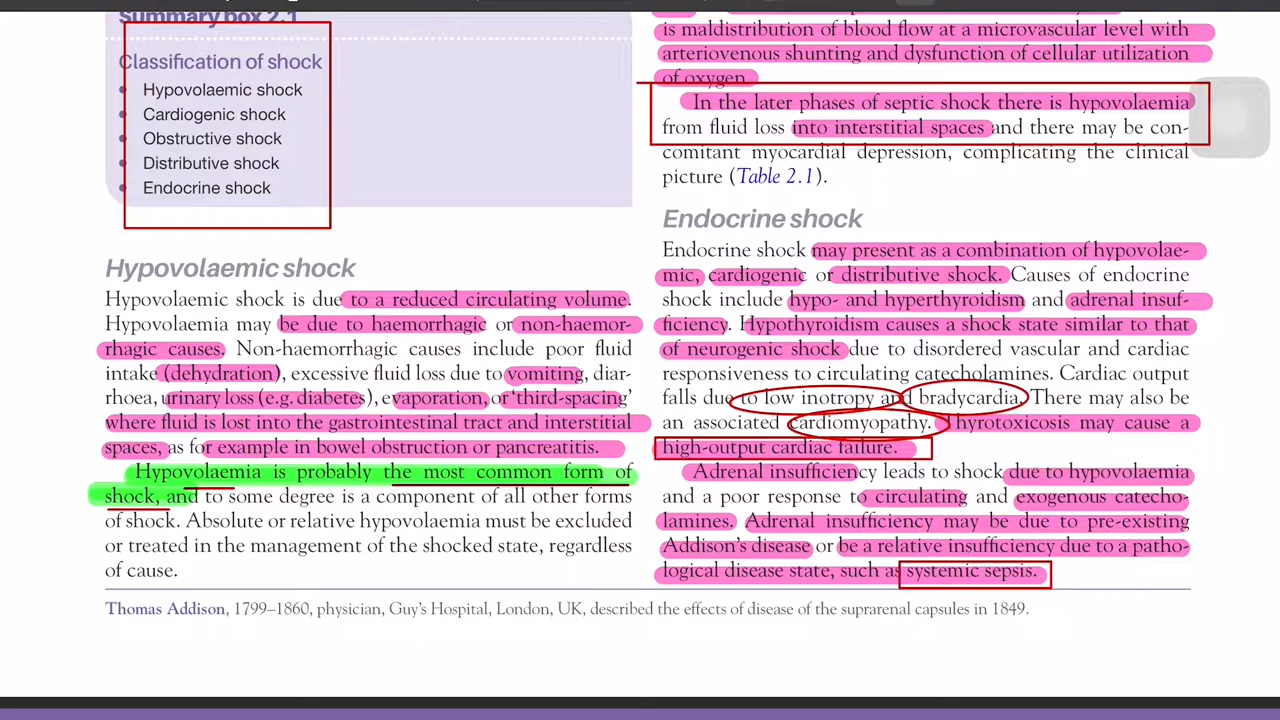 Summary box 2.1
Classification of shock
Hypovolaemic shock
Cardiogenic shock
Obstructive shock
Distributive shock
Endocrine shock
Hypovolaemic shock
Hypovolaemic shock is due to a reduced circulating volume.
Hypovolaemia may be due to haemorrhagic or non-haemor-
rhagic causes. Non-haemorrhagic causes include poor fluid
intake (dehydration), excessive fluid loss due to vomiting, diar-
rhoea, urinary loss (e.g. diabetes), evaporation, or ‘third-spacing’
where fluid is lost into the gastrointestinal tract and interstitial
spaces, as for example in bowel obstruction or pancreatitis.
Hypovolaemia is probably the most common form of
shock, and to some degree is a component of all other forms
of shock. Absolute or relative hypovolaemia must be excluded
or treated in the management of the shocked state, regardless
of cause.
is maldistribution of blood flow at a microvascular level with
arteriovenous shunting and dysfunction of cellular utilization
of oxygen.
In the later phases of septic shock there is hypovolaemia
from fluid loss into interstitial spaces and there may be con-
comitant myocardial depression, complicating the clinical
picture (Table 2.1).
Endocrine shock
Endocrine shock may present as a combination of hypovolae-
mic, cardiogenic or distributive shock. Causes of endocrine
shock include hypo- and hyperthyroidism and adrenal insuf-
ficiency. Hypothyroidism causes a shock state similar to that
of neurogenic shock due to disordered vascular and cardiac
responsiveness to circulating catecholamines. Cardiac output
falls due to low inotropy and bradycardia. There may also be
an associated cardiomyopathy. Thyrotoxicosis may cause a
high-output cardiac failure.
Adrenal insufficiency leads to shock due to hypovolaemia
and a poor response to circulating and exogenous catecho-
lamines. Adrenal insufficiency may be due to pre-existing
Addison’s disease or be a relative insufficiency due to a patho-
logical disease state, such as systemic sepsis.
Thomas Addison, 1799–1860, physician, Guy’s Hospital, London, UK, described the effects of disease of the suprarenal capsules in 1849.